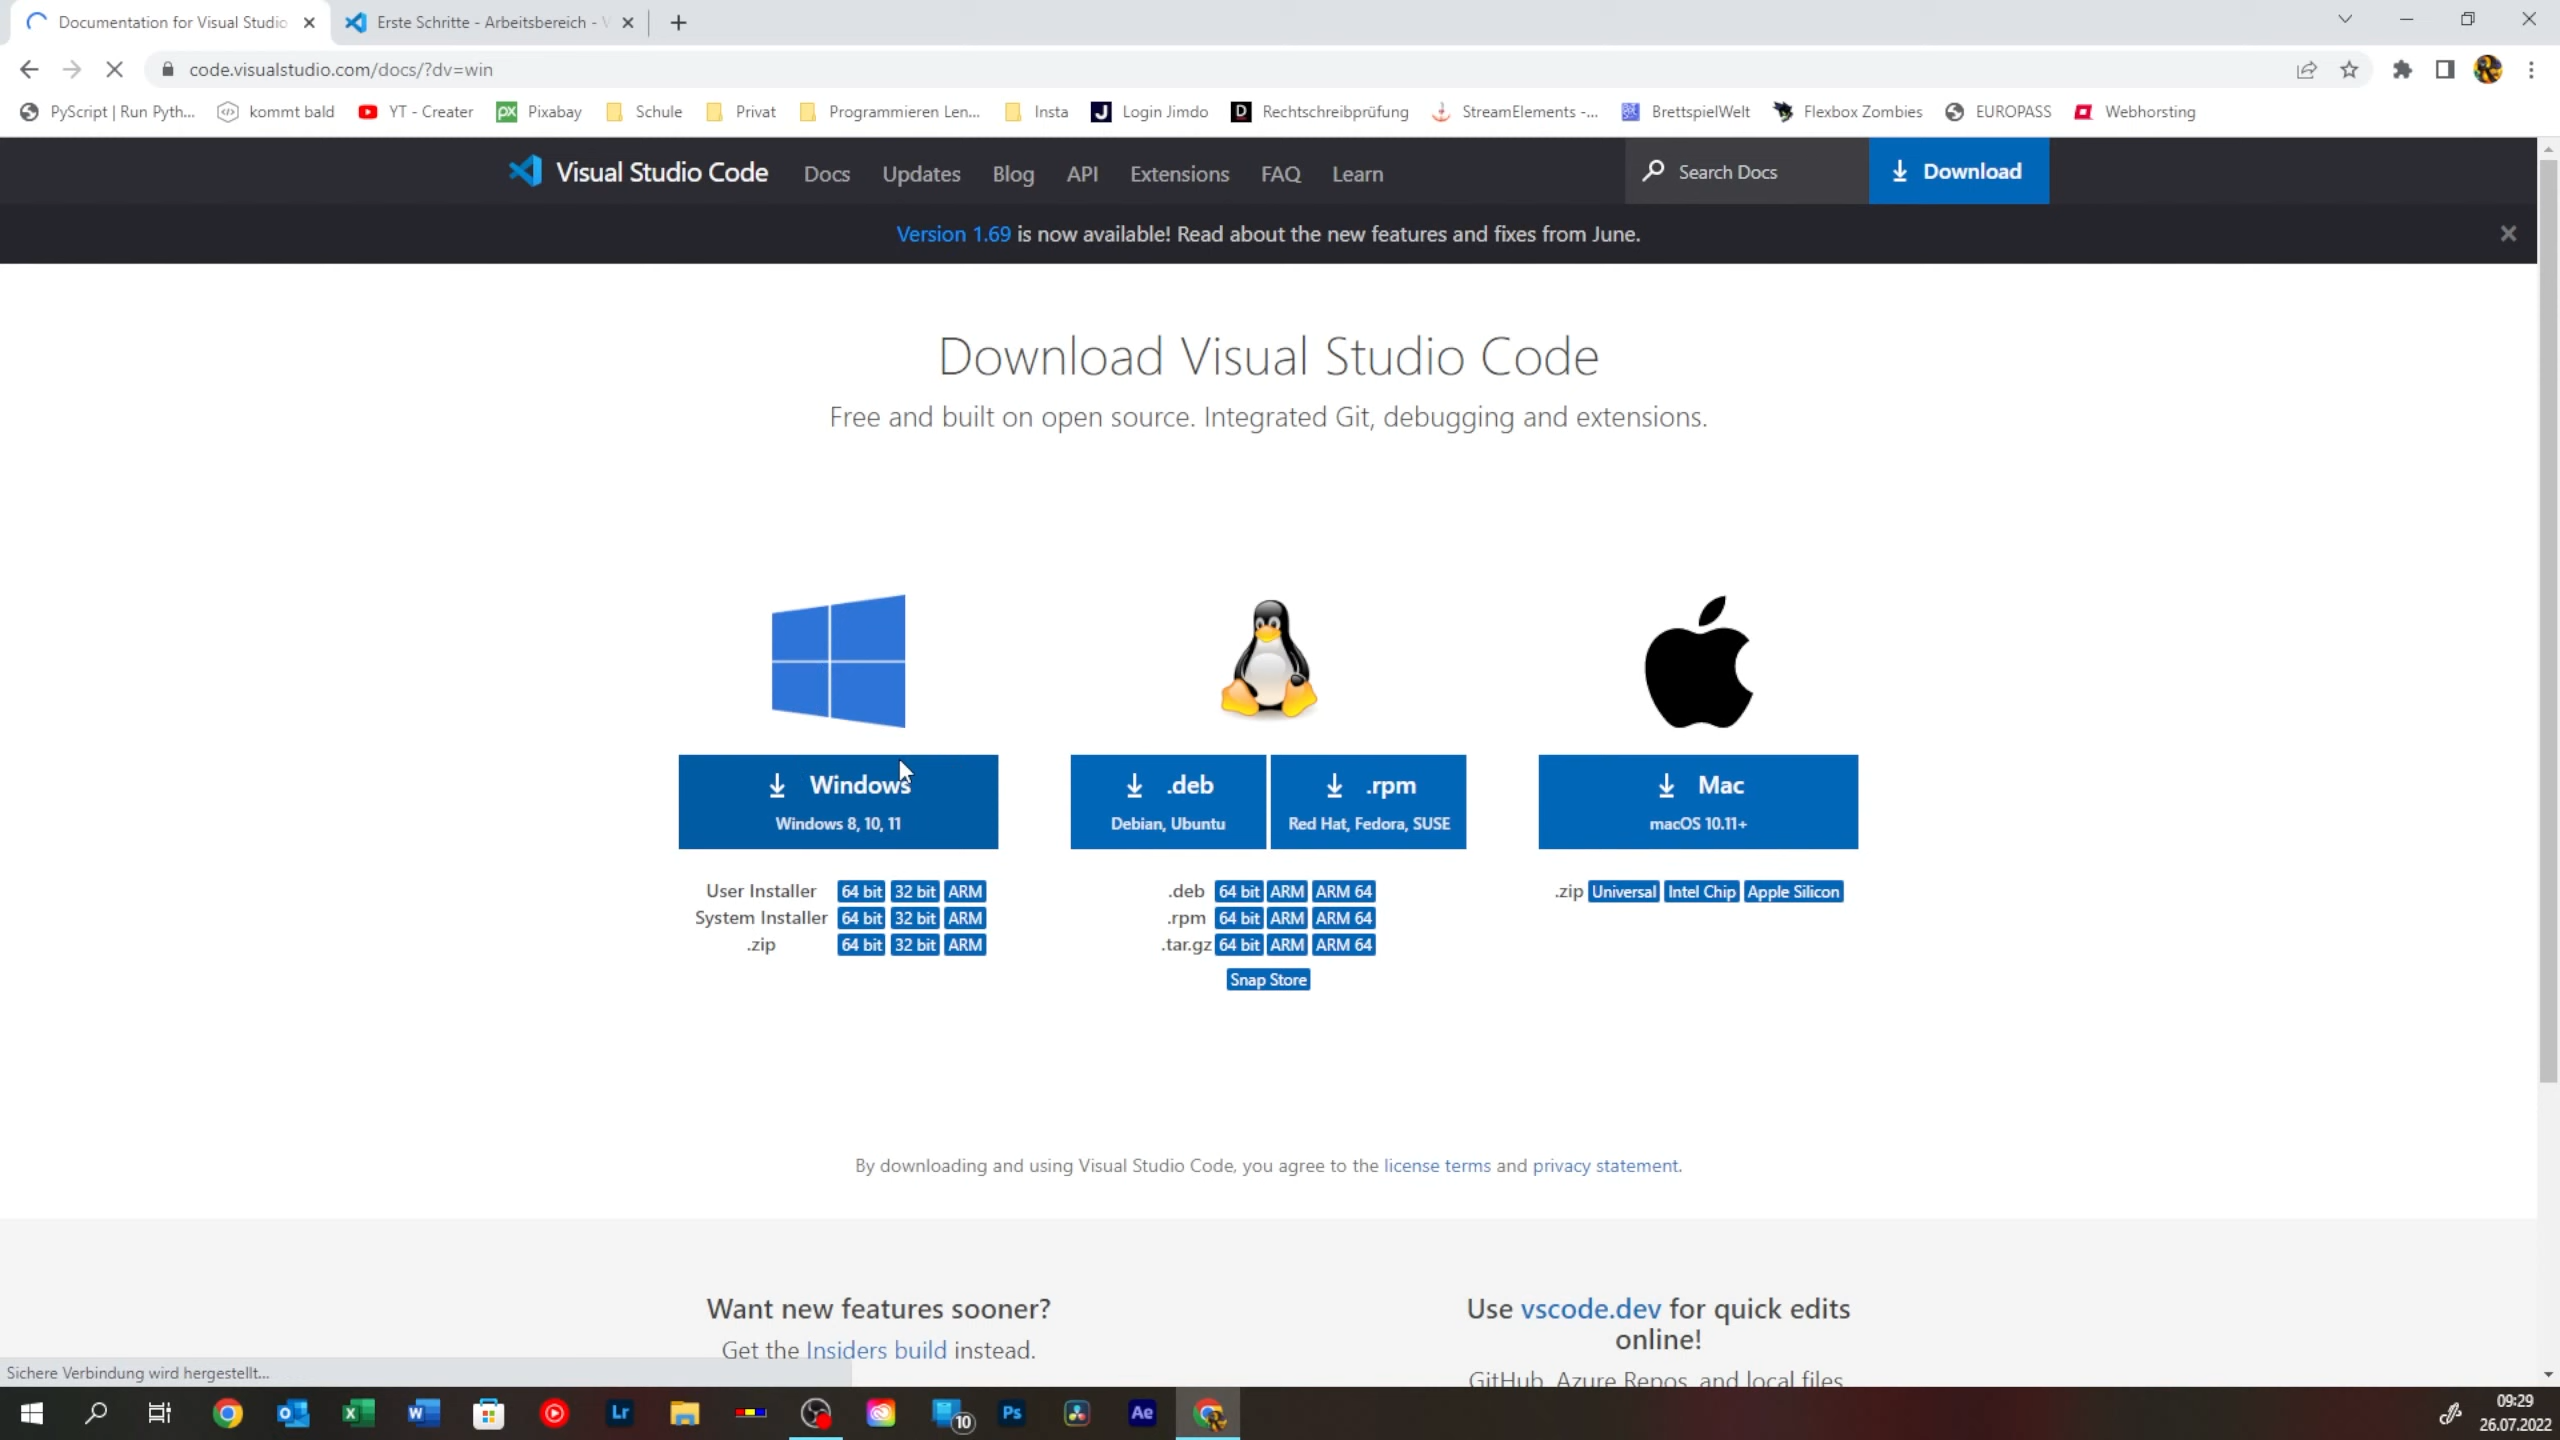 Documentation for Visual Studio
Erste Schritte - Arbeitsbereich -
code.visualstudio.com/docs/?dv=win
PyScript | Run Pyth...
kommt bald
YT - Creater
px Pixabay
Schule
Privat
Programmieren Len...
Insta
J Login Jimdo
D Rechtschreibprüfung
StreamElements -...
BrettspielWelt
Flexbox Zombies
EUROPASS
Webhorsting
Visual Studio Code
Docs
Updates
Blog
API
Extensions
FAQ
Learn
Search Docs
Download
Version 1.69 is now available! Read about the new features and fixes from June.
Download Visual Studio Code
Free and built on open source. Integrated Git, debugging and extensions.
Windows
Windows 8, 10, 11
.deb
Debian, Ubuntu
.rpm
Red Hat, Fedora, SUSE
Mac
macOS 10.11+
User Installer 64 bit 32 bit ARM
System Installer 64 bit 32 bit ARM
.zip 64 bit 32 bit ARM
.deb 64 bit ARM ARM 64
.rpm 64 bit ARM ARM 64
.tar.gz 64 bit ARM ARM 64
Snap Store
.zip Universal Intel Chip Apple Silicon
By downloading and using Visual Studio Code, you agree to the license terms and privacy statement.
Want new features sooner?
Get the Insiders build instead.
Use vscode.dev for quick edits
online!
GitHub, Azure Repos, and local files
Sichere Verbindung wird hergestellt...
Lr
10
Ps
Ae
09:29
26.07.2022